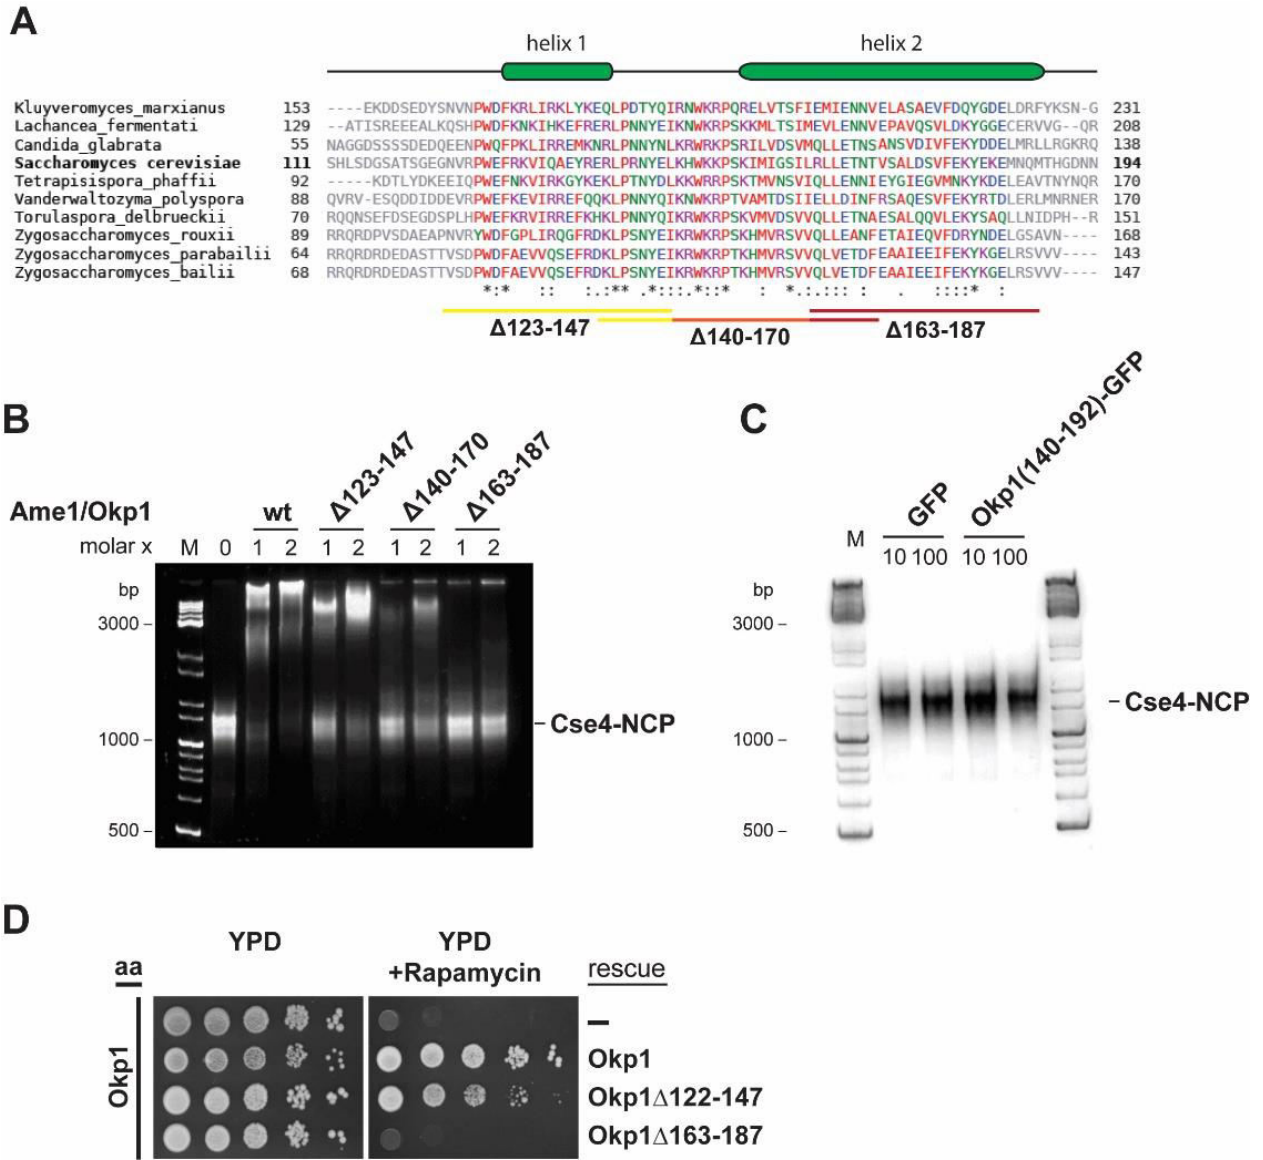 A
helix 1 helix 2
Kluyveromyces_marxianus 153 ----EKDDSEDYSNVNPWDFKRLIRKLYKEQLPDTYQIRNWKRPQRELVTSFIEMIENNVELASAEVFDQYGDELDRFYKSN-G 231
Lachancea_fermentati 129 --ATISREEEALKQSHPWDFKNKIHKEFRERLPNNYEIKNWKRPSKKMLTSIMEVLENNVEPAVQSVLDKYGGECERVVG--QR 208
Candida_glabrata 55 NAGGDSSSSDEDQEENPWQFPKLIRREMKNRLPNNYNLKRWKRPSRILVDSVMQLLENTNSANSVDIVFEKYDDELMRLLRGKRQ 138
Saccharomyces cerevisiae 111 SHLSDGSATSGEGNVRPWEFRKVIQAEYRERLPRNYELKHWKKPSKIMIGSILRLLETNTVSALDSVFEKYEKEMNQMTHGDNN 194
Tetrapisispora_phaffii 92 -----KDTLYDKEEIQPWEFNKVIRKGYKEKLPTNYDLKKWRRPSKTMVNSVIQLLENNIEYGIEGVMNKYKDELEAVTNYNQR 170
Vanderwaltozyma_polyspora 88 QVRV-ESQDDIDDEVRPWEFKEVIRREFQQKLPNNYQIKNWKRPTVAMTDSIIELLDNFRSAQESVYKRTDLERLMNRNER 170
Torulaspora_delbrueckii 70 RQQNSEFDSEGDSPLHPWEFKRVIRREFKHKLPNNYQIKRWKRPSKVMVDSVVQLLETNAESALQQVLEKYSAQLLNIDPH--R 151
Zygosaccharomyces_rouxii 89 RRQRDPVSDAEAPNVRYWDFGPLIRQGFRDKLPSNYEIKRWKRPSKHMVRSVVQLLEANFETAIEQVFDRYNDELGSAVN---- 168
Zygosaccharomyces_parabailii 64 RRQRDRDEDASTTVSDPWDFAEVVQSEFRDKLPSNYEIKRWKRPTKHMVRSVVQLVETDFEAAIEEIFEKYKGELRSVVV---- 143
Zygosaccharomyces_bailii 68 RRQRDRDEDASTTVSDPWDFAEVVQSEFRDKLPSNYEIKRWKRPTKHMVRSVVQLVETDFEAAIEEIFEKYKGELRSVVV---- 147
*:* :: :.:** .*:::.*::* : *.:.::: : . ::::* :
Δ123-147 Δ140-170 Δ163-187
B
Ame1/Okp1 wt Δ123-147 Δ140-170 Δ163-187
molar x M 0 1 2 1 2 1 2 1 2
bp
3000
1000
500
Cse4-NCP
C
GFP Okp1(140-192)-GFP
M 10 100 10 100
bp
3000
1000
500
Cse4-NCP
D
YPD YPD +Rapamycin
aa rescue
Okp1
–
Okp1
Okp1Δ122-147
Okp1Δ163-187